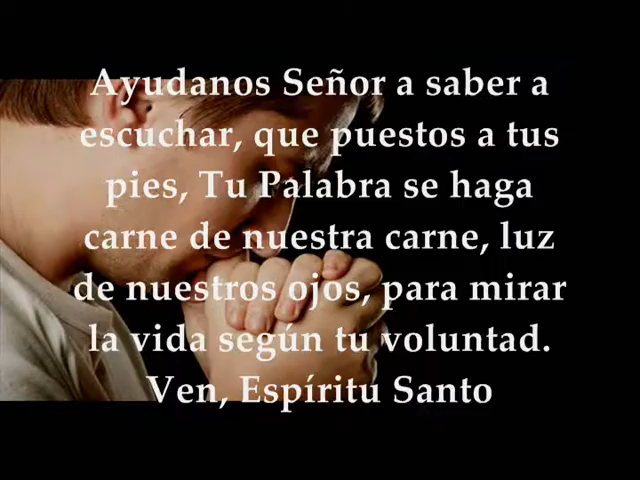 Ayudanos Señor a saber a
escuchar, que puestos a tus
pies, Tu Palabra se haga
carne de nuestra carne, luz
de nuestros ojos, para mirar
la vida según tu voluntad.
Ven, Espíritu Santo